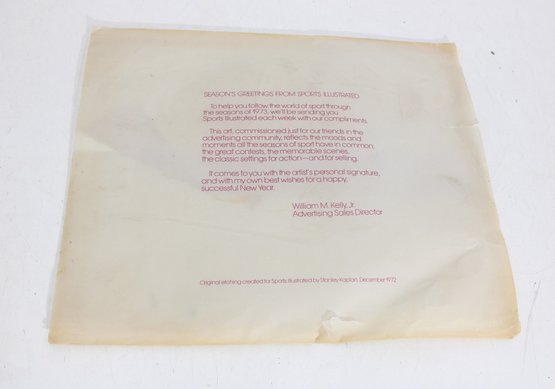 SEASON'S GREETINGS FROM SPORTS ILLUSTRATED
To help you follow the world of sport through
the seasons of 1973, we'll be sending you
Sports Illustrated each week with our compliments.
This art, commissioned just for our friends in the
advertising community, reflects the moods and
moments all the seasons of sport have in common;
the great contests, the memorable scenes,
the classic settings for action—and for selling.
It comes to you with the artist's personal signature,
and with my own best wishes for a happy,
successful New Year.
William M. Kelly, Jr.
Advertising Sales Director
Original etching created for Sports Illustrated by Stanley Kaplan, December 1972